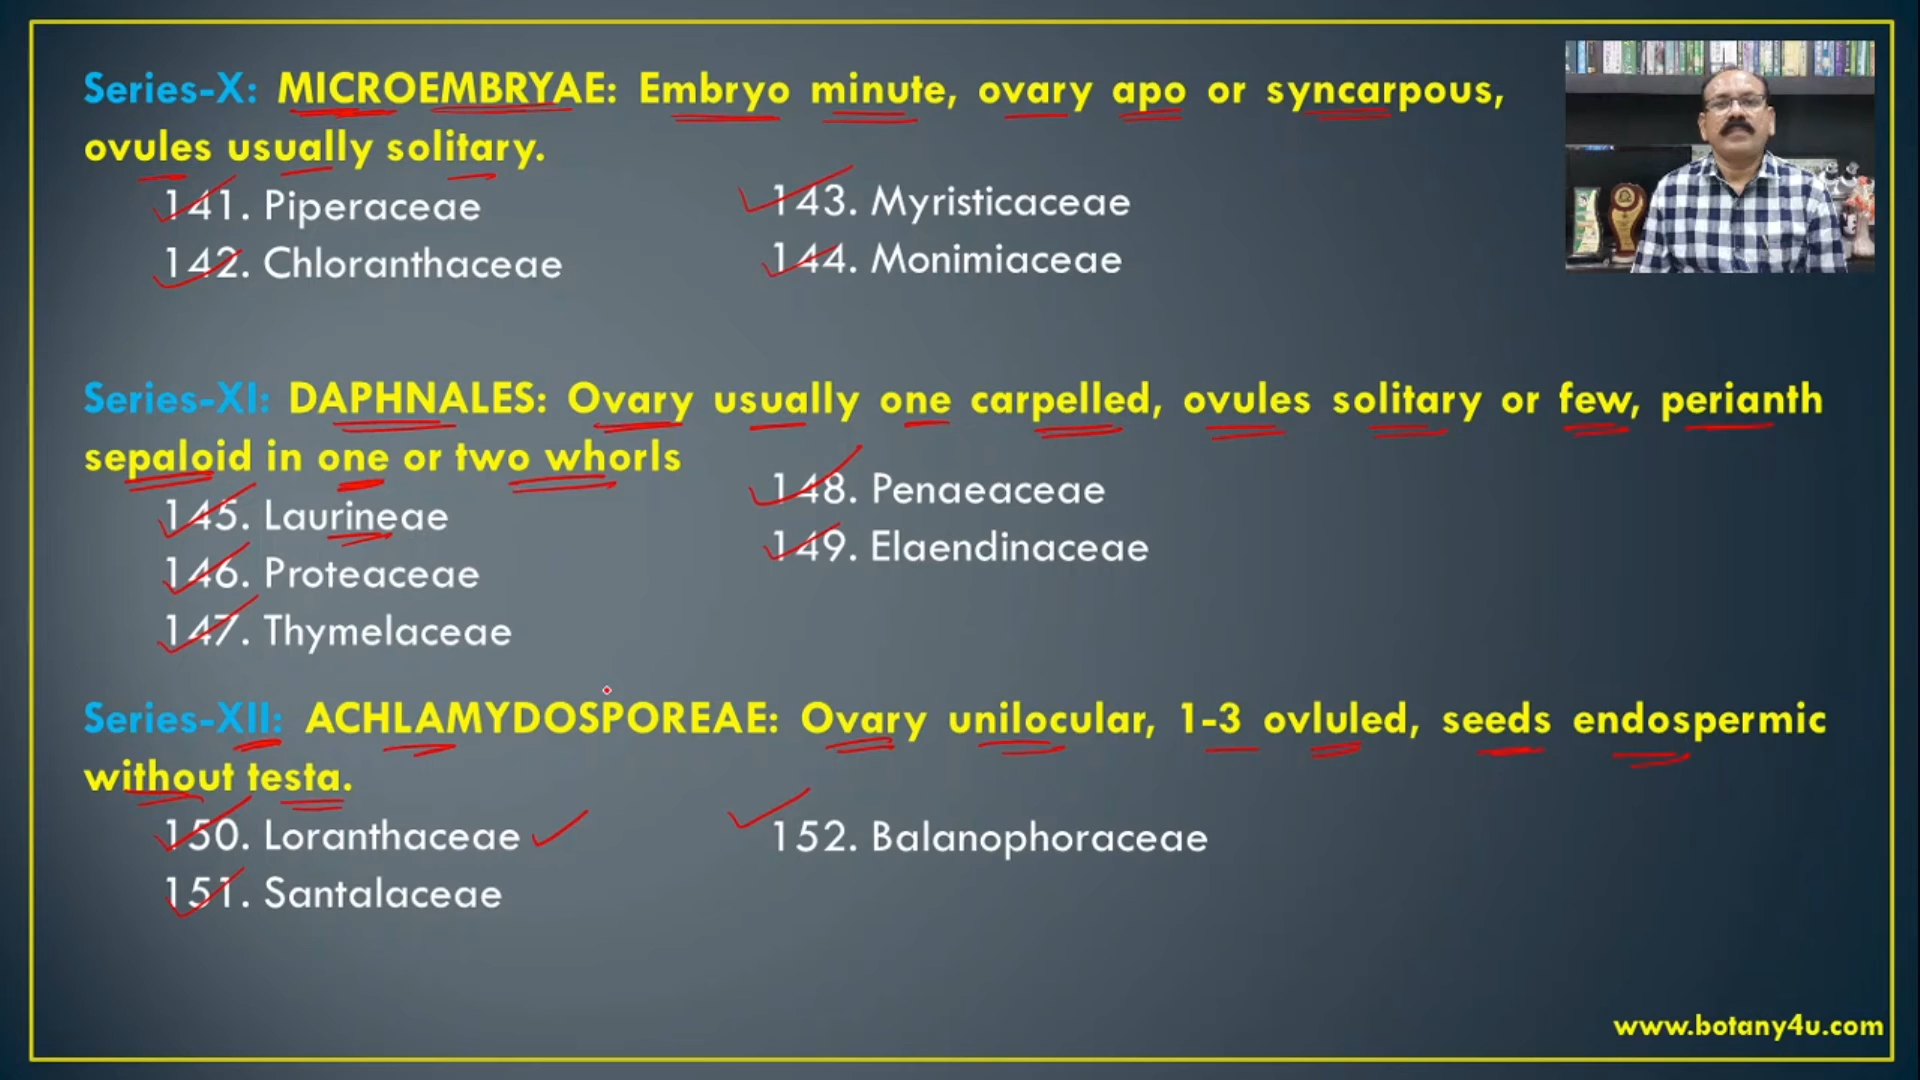 Series-X: MICROEMBRYAE: Embryo minute, ovary apo or syncarpous,
ovules usually solitary.
141. Piperaceae
142. Chloranthaceae
143. Myristicaceae
144. Monimiaceae
Series-XI: DAPHNALES: Ovary usually one carpelled, ovules solitary or few, perianth
sepaloid in one or two whorls
145. Laurineae
146. Proteaceae
147. Thymelaceae
148. Penaeaceae
149. Elaendinaceae
Series-XII: ACHLAMYDOSPOREAE: Ovary unilocular, 1-3 ovluled, seeds endospermic
without testa.
150. Loranthaceae
151. Santalaceae
152. Balanophoraceae
www.botany4u.com